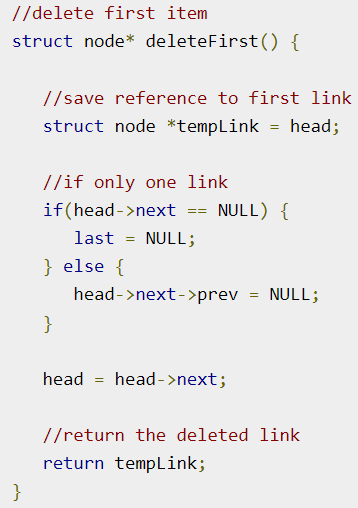 //delete first item
struct node* deleteFirst() {
//save reference to first link
struct node *tempLink = head;
//if only one link
if(head->next == NULL) {
last = NULL;
} else {
head->next->prev = NULL;
}
head = head->next;
//return the deleted link
return tempLink;
}